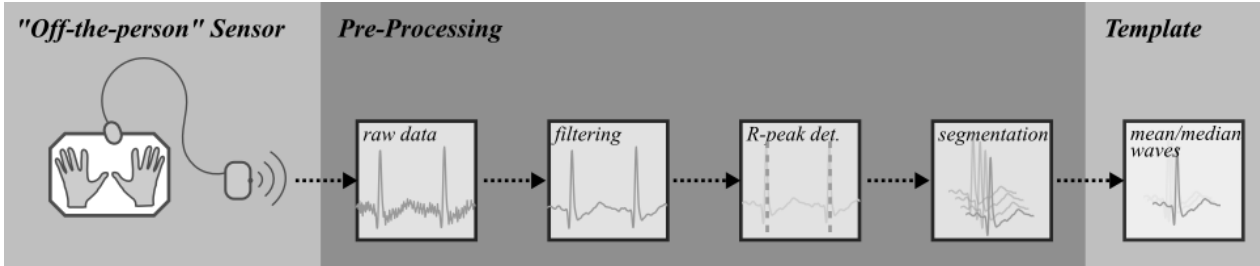 "Off-the-person" Sensor
Pre-Processing
Template
raw data
filtering
R-peak det.
segmentation
mean/median
waves